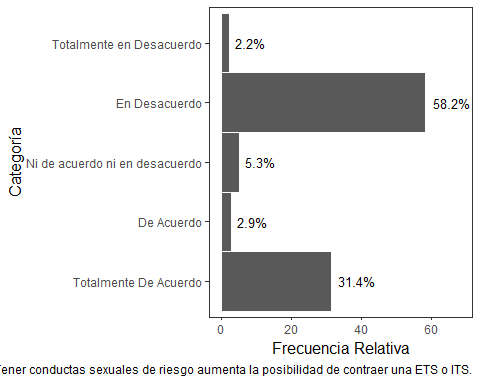 Totalmente en Desacuerdo
2.2%
En Desacuerdo
58.2%
Ni de acuerdo ni en desacuerdo
5.3%
De Acuerdo
2.9%
Totalmente De Acuerdo
31.4%
Categoría
0 20 40 60
Frecuencia Relativa
Tener conductas sexuales de riesgo aumenta la posibilidad de contraer una ETS o ITS.